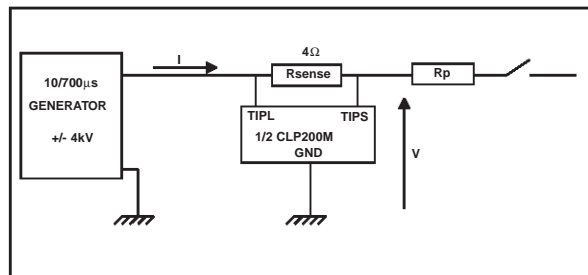 10/700µs
GENERATOR
+/- 4kV
I
4Ω
Rsense
Rp
TIPL
TIPS
1/2 CLP200M
GND
V